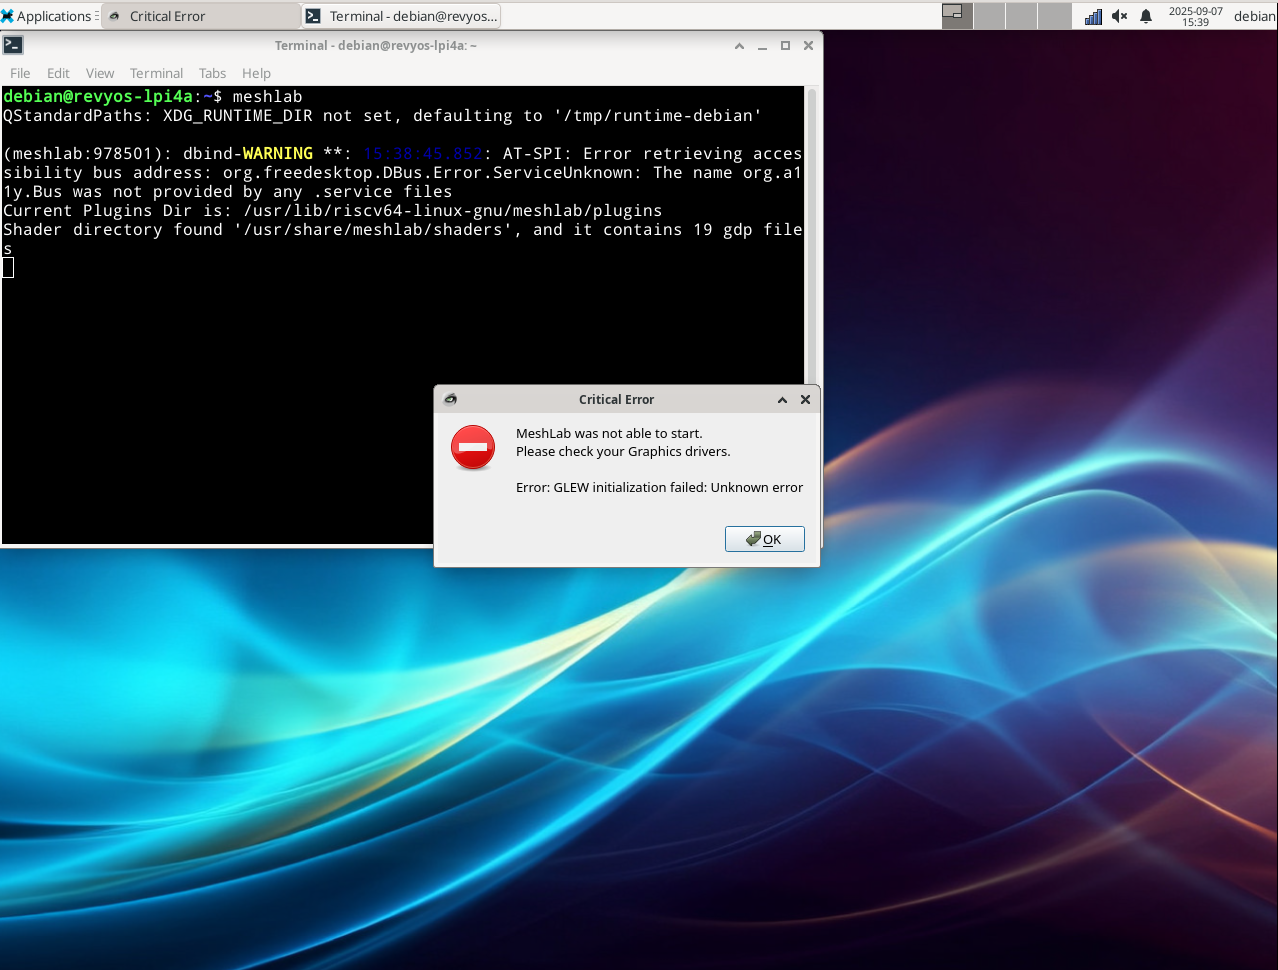 Applications
Critical Error
Terminal - debian@revyos...
2025-09-07
15:39
debian
Terminal - debian@revyos-lpi4a: ~
File Edit View Terminal Tabs Help
debian@revyos-lpi4a:~$ meshlab
QStandardPaths: XDG_RUNTIME_DIR not set, defaulting to '/tmp/runtime-debian'
(meshlab:978501): dbind-WARNING **: 15:38:45.852: AT-SPI: Error retrieving acces
sibility bus address: org.freedesktop.DBus.Error.ServiceUnknown: The name org.a1
1y.Bus was not provided by any .service files
Current Plugins Dir is: /usr/lib/riscv64-linux-gnu/meshlab/plugins
Shader directory found '/usr/share/meshlab/shaders', and it contains 19 gdp file
s
Critical Error
MeshLab was not able to start.
Please check your Graphics drivers.
Error: GLEW initialization failed: Unknown error
OK